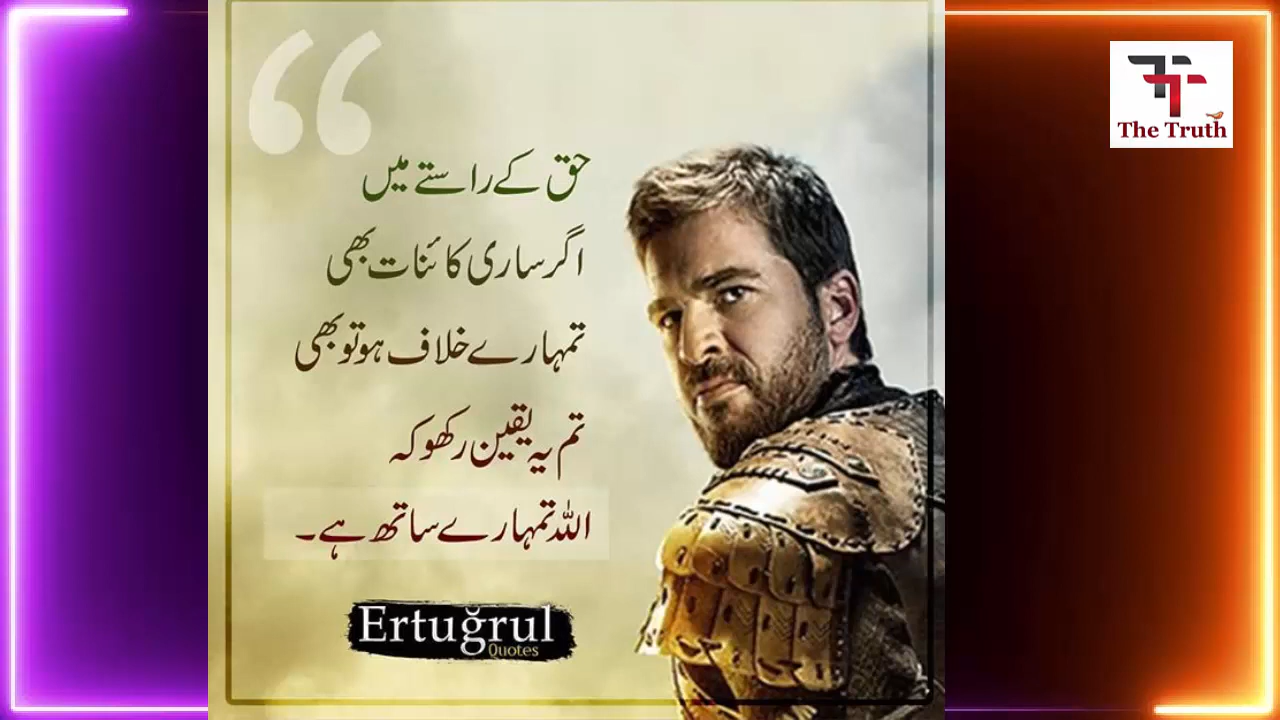 حق کے راستے میں
اگر ساری کائنات بھی
تمہارے خلاف ہو تو بھی
تم یہ یقین رکھو کہ
اللہ تمہارے ساتھ ہے۔
Ertuğrul
Quotes
The Truth